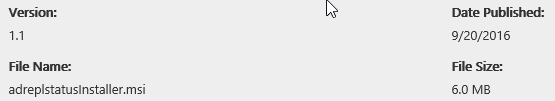 Version: Date Published:
1.1 9/20/2016
File Name: File Size:
adreplstatusInstaller.msi 6.0 MB